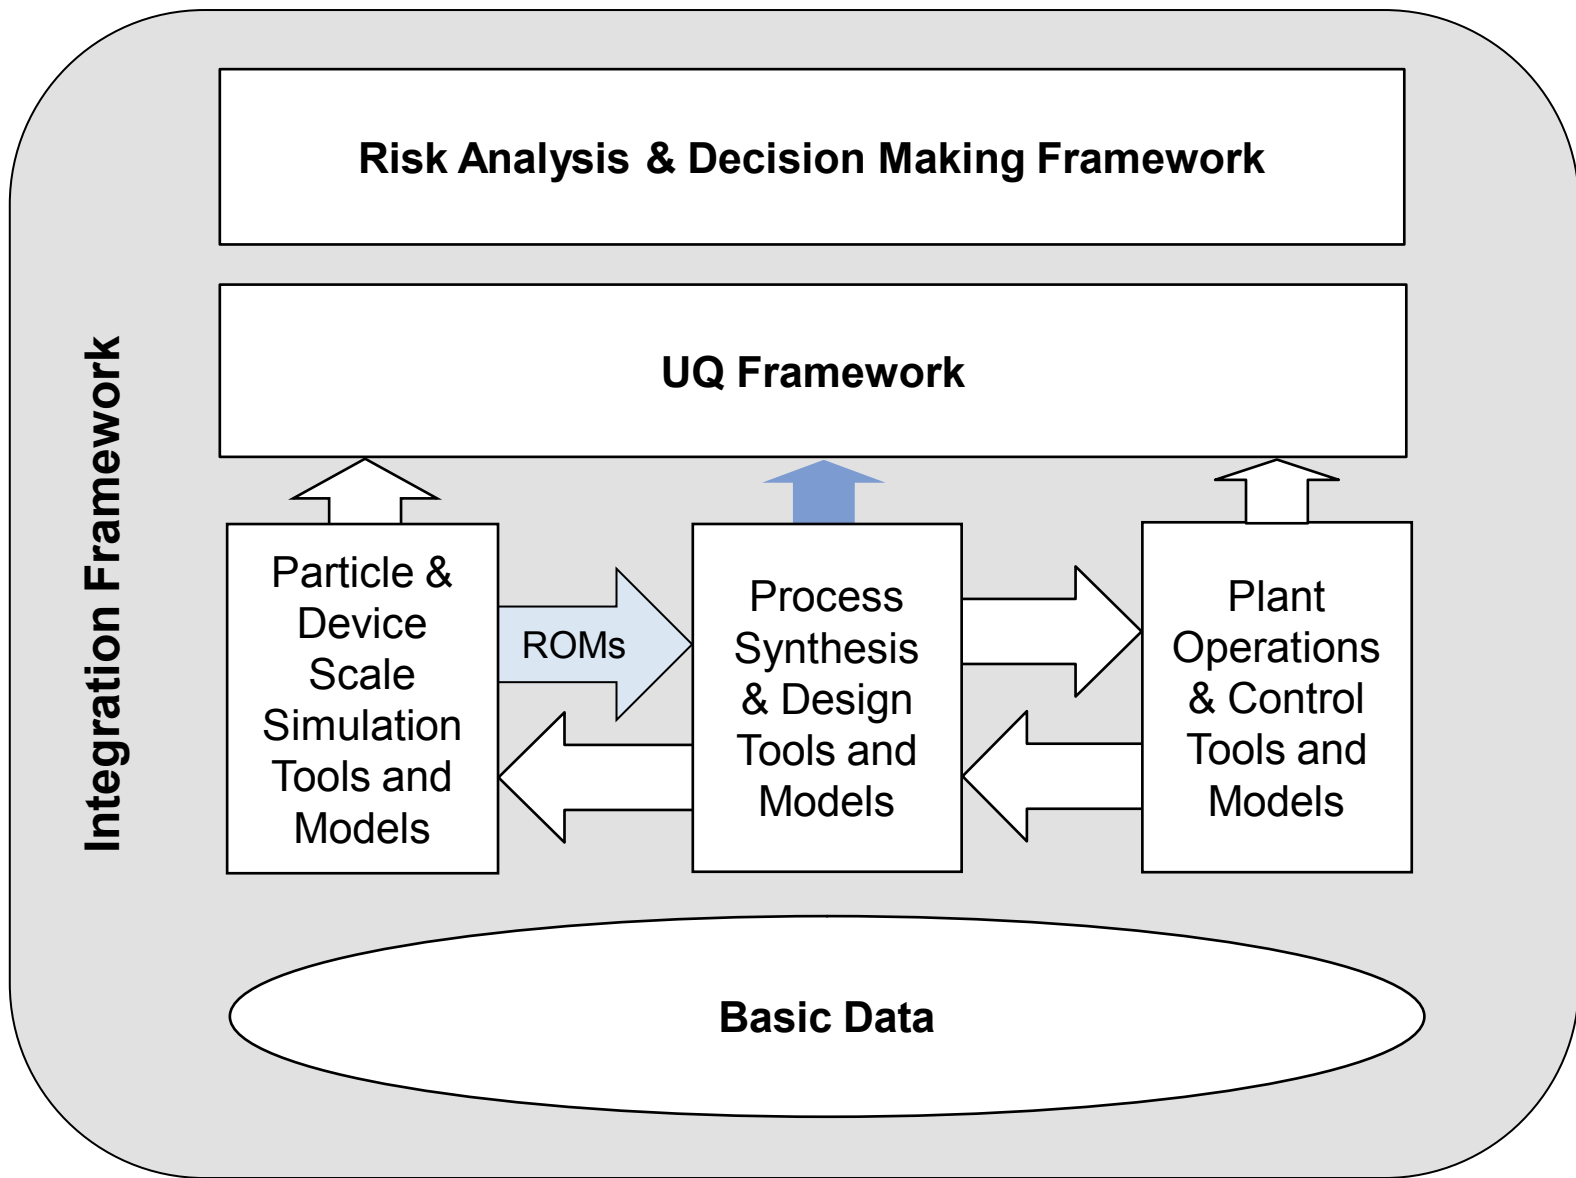 Risk Analysis & Decision Making Framework
UQ Framework
Integration Framework
Particle &
Device
Scale
Simulation
Tools and
Models
ROMs
Process
Synthesis
& Design
Tools and
Models
Plant
Operations
& Control
Tools and
Models
Basic Data